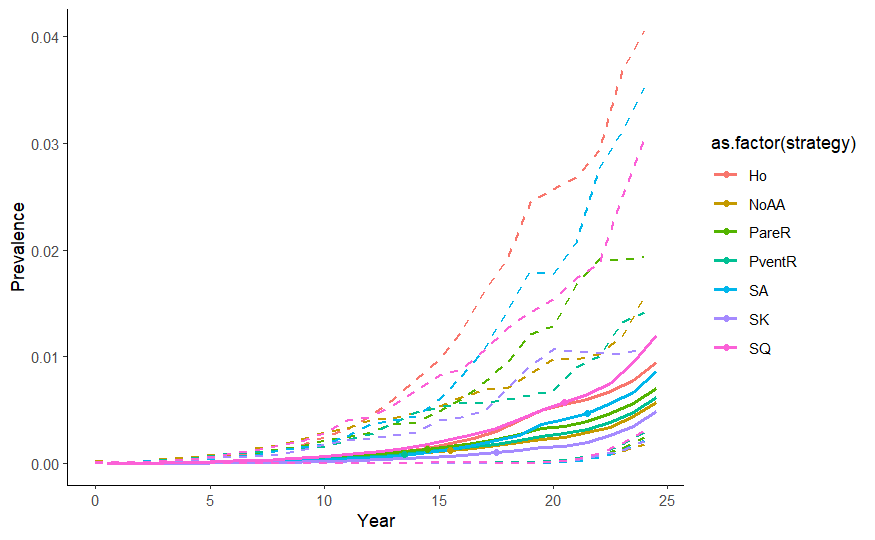 0.04
0.03
0.02
0.01
0.00
Prevalence
0
5
10
15
20
25
Year
as.factor(strategy)
Ho
NoAA
PareR
PventR
SA
SK
SQ